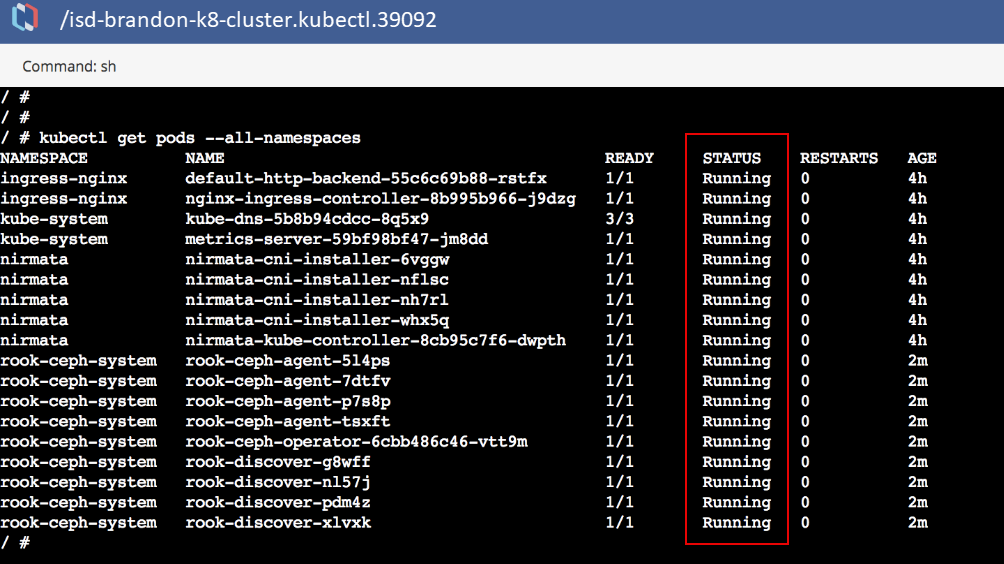 /isd-brandon-k8-cluster.kubectl.39092
Command: sh
/ #
/ #
/ # kubectl get pods --all-namespaces
NAMESPACE NAME READY STATUS RESTARTS AGE
ingress-nginx default-http-backend-55c6c69b88-rstfx 1/1 Running 0 4h
ingress-nginx nginx-ingress-controller-8b995b966-j9dzg 1/1 Running 0 4h
kube-system kube-dns-5b8b94cdcc-8q5x9 3/3 Running 0 4h
kube-system metrics-server-59bf98bf47-jm8dd 1/1 Running 0 4h
nirmata nirmata-cni-installer-6vggw 1/1 Running 0 4h
nirmata nirmata-cni-installer-nflsc 1/1 Running 0 4h
nirmata nirmata-cni-installer-nh7rl 1/1 Running 0 4h
nirmata nirmata-cni-installer-whx5q 1/1 Running 0 4h
nirmata nirmata-kube-controller-8cb95c7f6-dwpth 1/1 Running 0 4h
rook-ceph-system rook-ceph-agent-5l4ps 1/1 Running 0 2m
rook-ceph-system rook-ceph-agent-7dtfv 1/1 Running 0 2m
rook-ceph-system rook-ceph-agent-p7s8p 1/1 Running 0 2m
rook-ceph-system rook-ceph-agent-tsxft 1/1 Running 0 2m
rook-ceph-system rook-ceph-operator-6cbb486c46-vtt9m 1/1 Running 0 2m
rook-ceph-system rook-discover-g8wff 1/1 Running 0 2m
rook-ceph-system rook-discover-nl57j 1/1 Running 0 2m
rook-ceph-system rook-discover-pdm4z 1/1 Running 0 2m
rook-ceph-system rook-discover-xlvxk 1/1 Running 0 2m
/ #